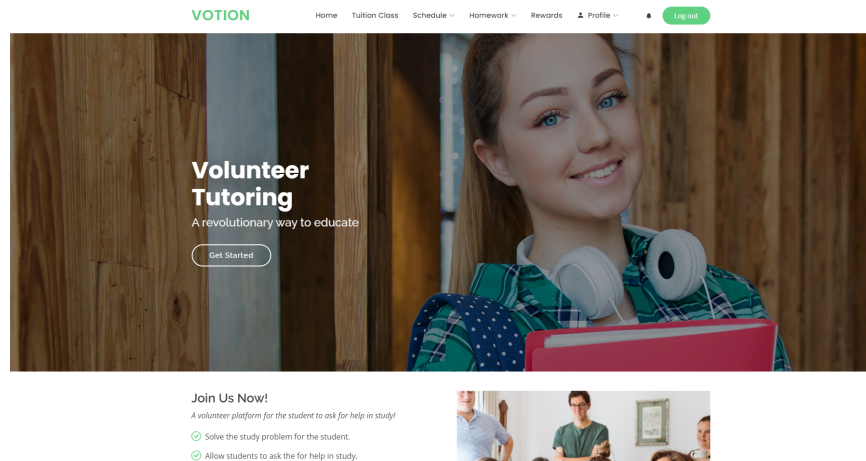 VOTION
Home Tuition Class Schedule Homework Rewards Profile Log out
Volunteer
Tutoring
A revolutionary way to educate
Get Started
Join Us Now!
A volunteer platform for the student to ask for help in study!
Solve the study problem for the student.
Allow students to ask the for help in study.